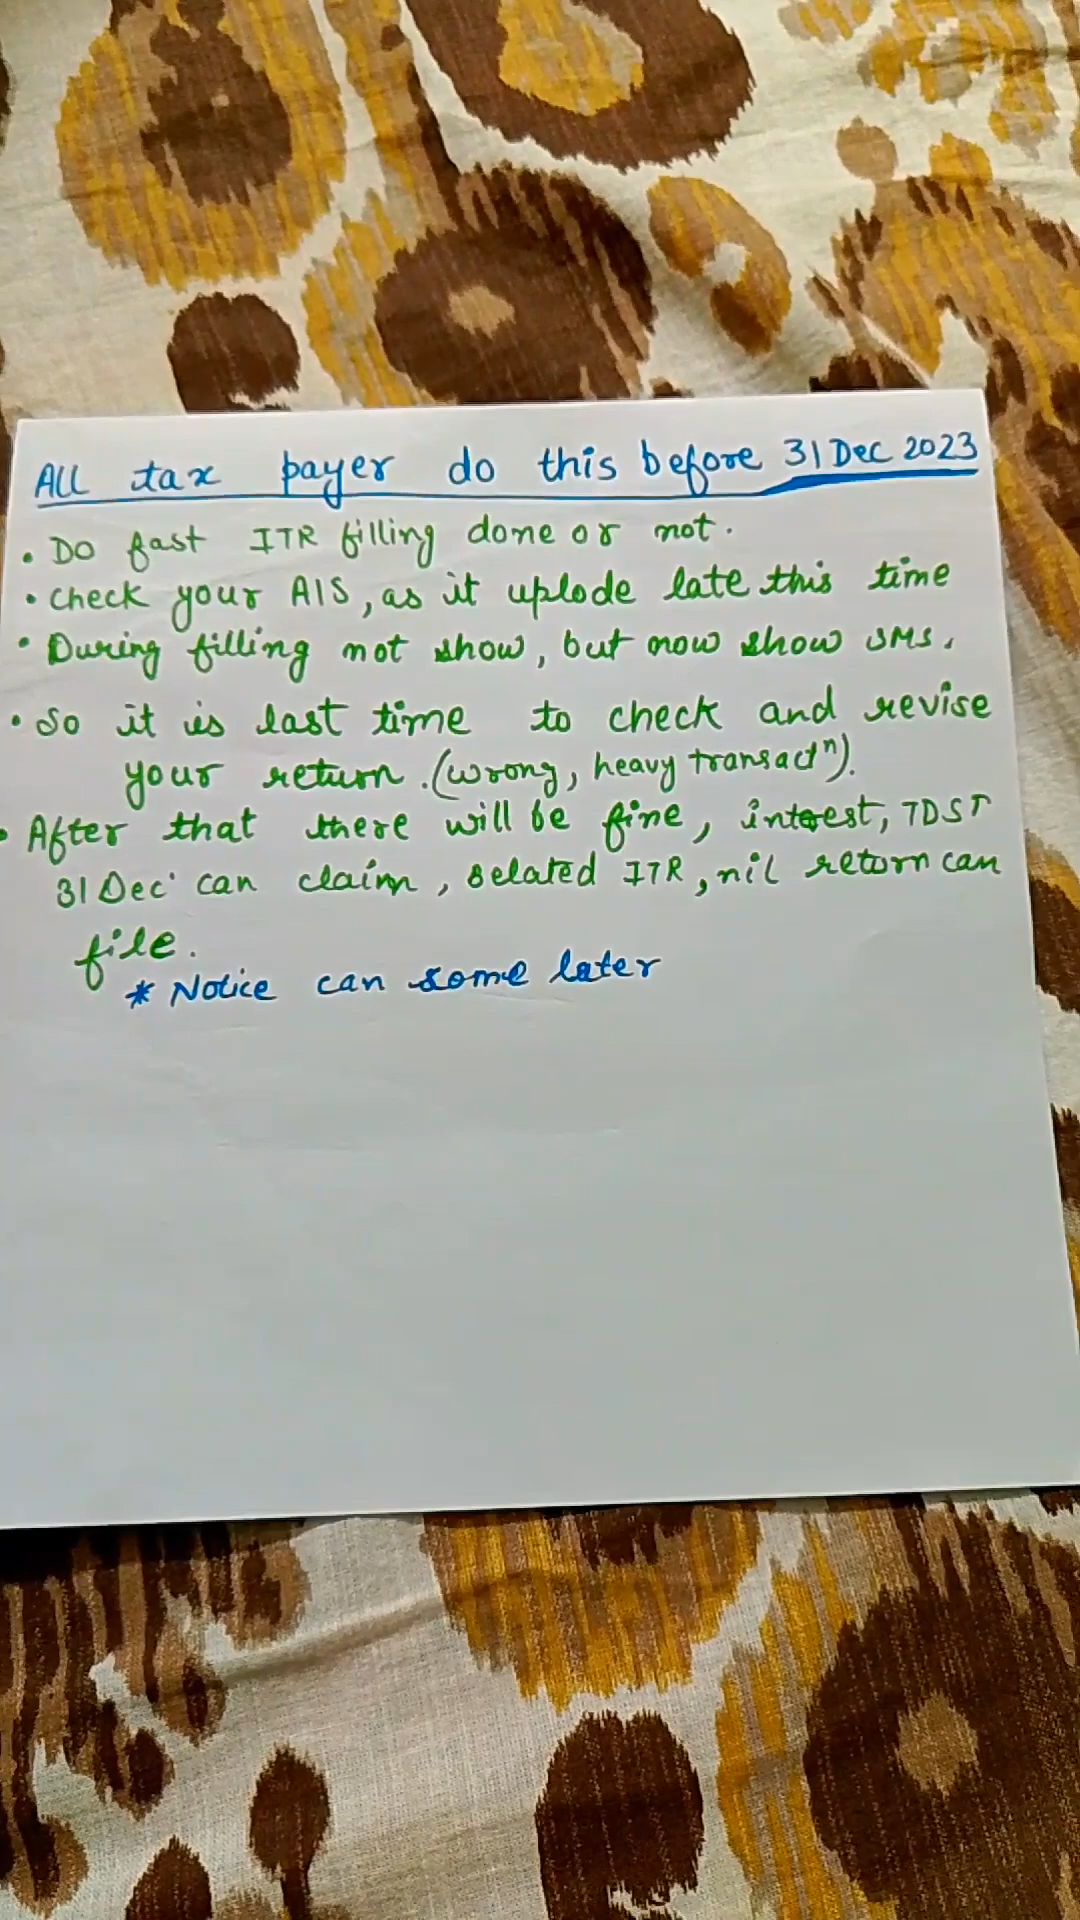 ALL tax payer do this before 31 Dec 2023
• DO fast ITR filling done or not.
• check your AIS, as it uplode late this time
• During filling not show, but now show SMS.
• So it is last time to check and revise
your return. (wrong, heavy transactⁿ).
• After that there will be fine, interest, TDS
31 Dec' can claim, belated ITR, nil return can
file.
* Notice can some later